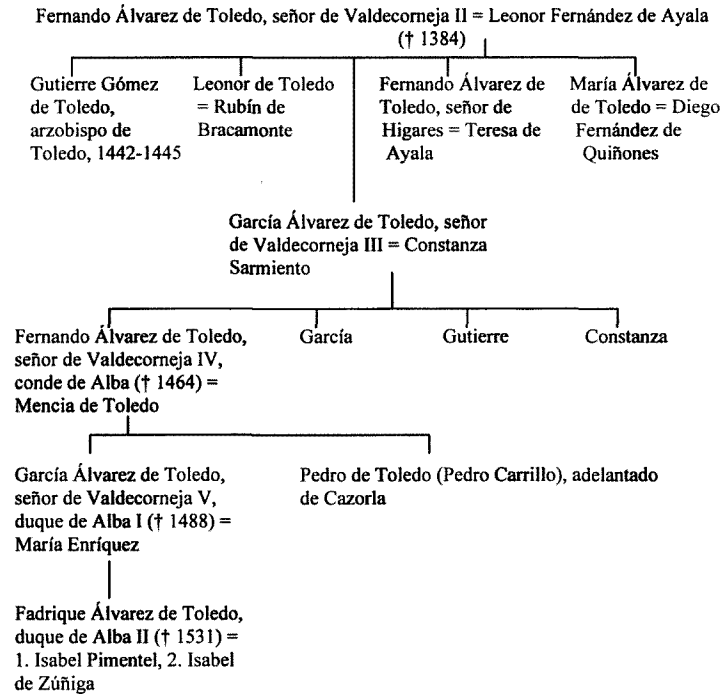 Fernando Álvarez de Toledo, señor de Valdecorneja II = Leonor Fernández de Ayala
(† 1384)
Gutierre Gómez
de Toledo,
arzobispo de
Toledo, 1442-1445
Leonor de Toledo
= Rubín de
Bracamonte
Fernando Álvarez de
Toledo, señor de
Higares = Teresa de
Ayala
María Álvarez de
de Toledo = Diego
Fernández de
Quiñones
García Álvarez de Toledo, señor
de Valdecorneja III = Constanza
Sarmiento
Fernando Álvarez de Toledo,
señor de Valdecorneja IV,
conde de Alba († 1464) =
Mencia de Toledo
García
Gutierre
Constanza
García Álvarez de Toledo,
señor de Valdecorneja V,
duque de Alba I († 1488) =
María Enríquez
Pedro de Toledo (Pedro Carrillo), adelantado
de Cazorla
Fadrique Álvarez de Toledo,
duque de Alba II († 1531) =
1. Isabel Pimentel, 2. Isabel
de Zúñiga